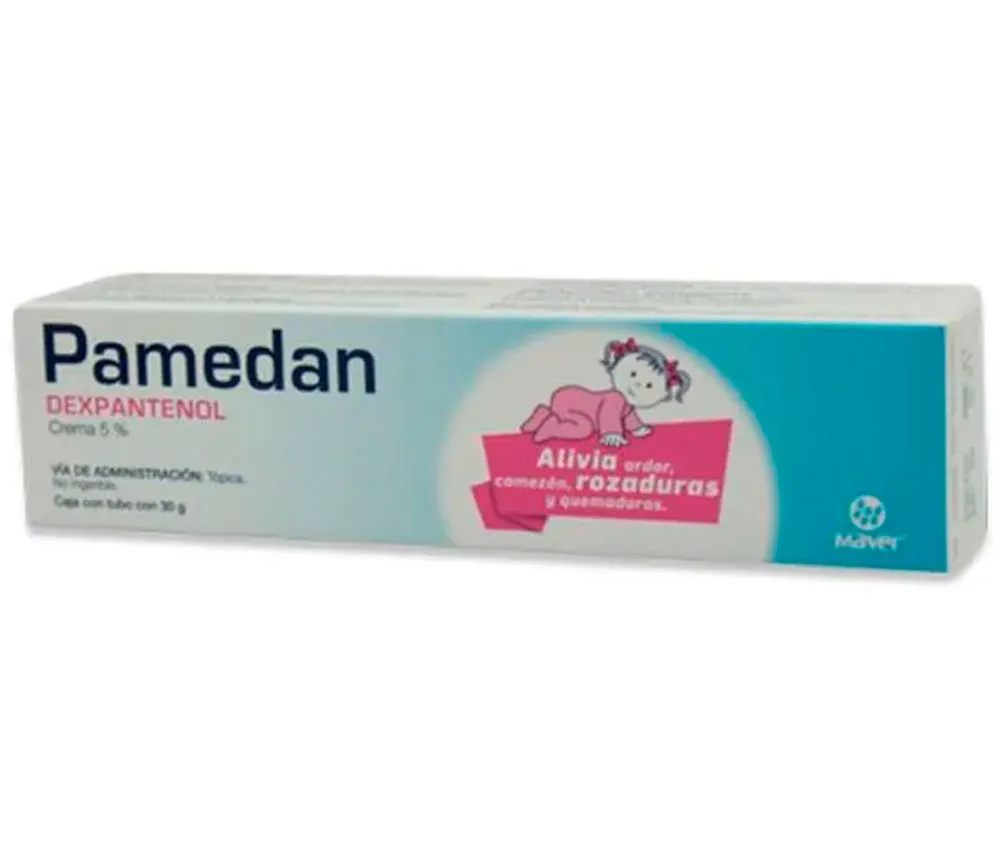 Pamedan
DEXPANTENOL
Crema 5 %
VÍA DE ADMINISTRACIÓN: Tópica.
No ingerible.
Caja con tubo con 30 g
Alivia ardor,
comezón, rozaduras
y quemaduras.
Maver